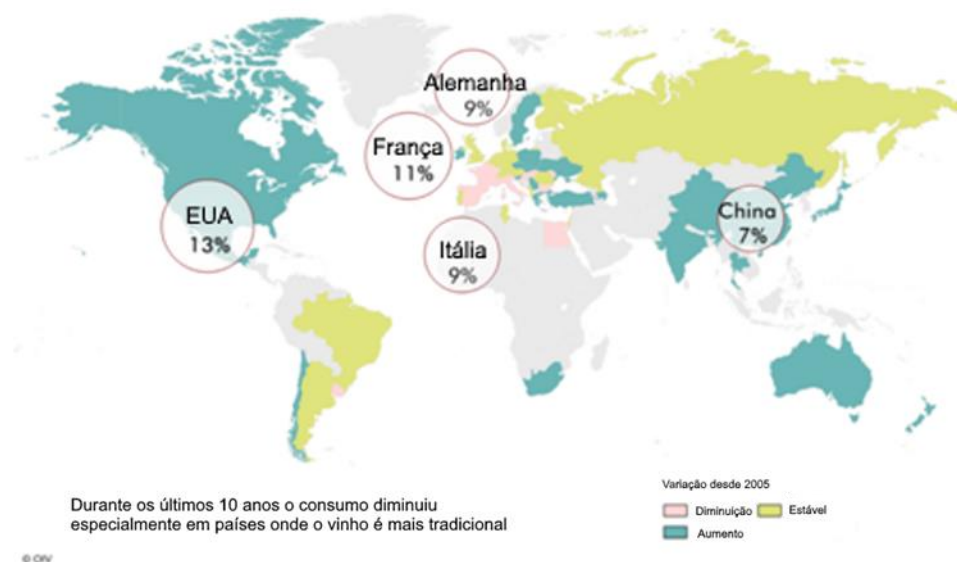 Alemanha
9%
França
11%
EUA
13%
China
7%
Itália
9%
Durante os últimos 10 anos o consumo diminuiu
especialmente em países onde o vinho é mais tradicional
Variação desde 2005
Diminuição Estável
Aumento
© OIV